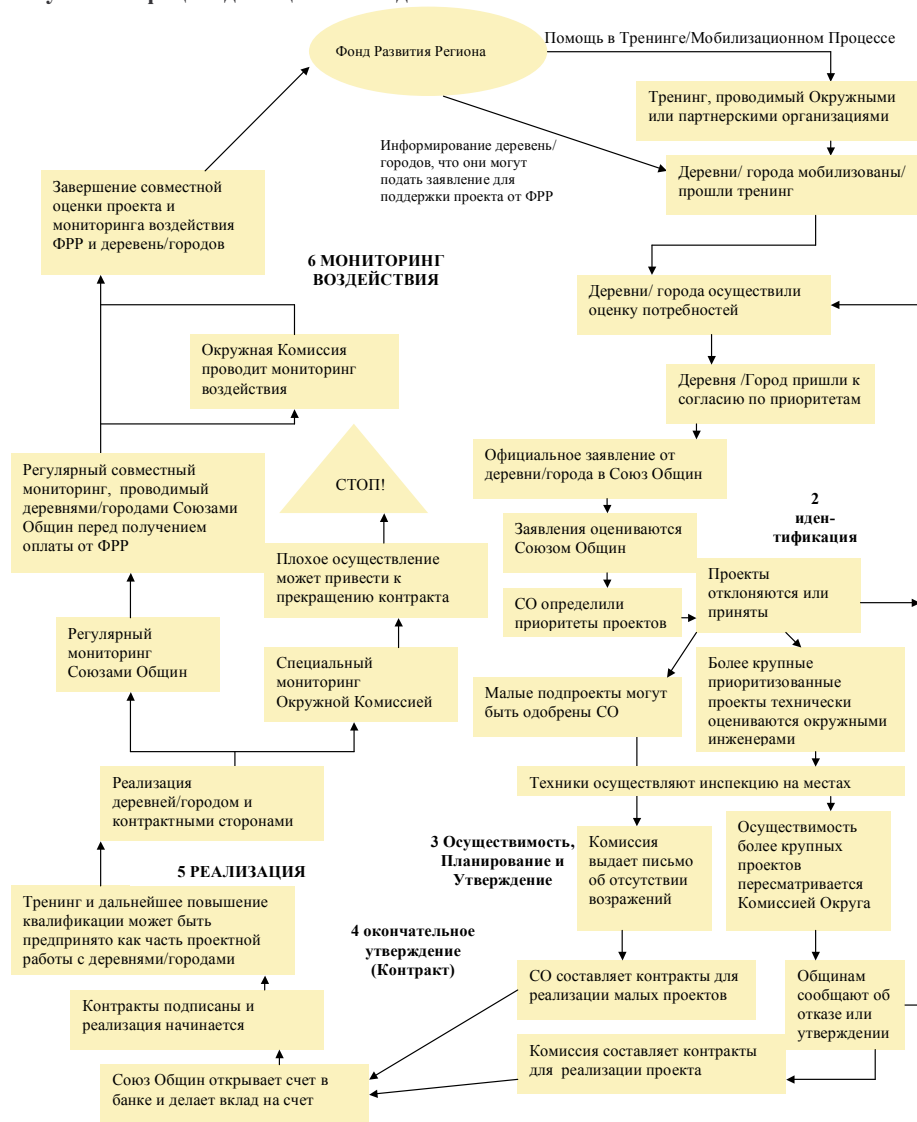 Фонд Развития Региона
Помощь в Тренинге/Мобилизационном Процессе
Тренинг, проводимый Окружными
или партнерскими организациями
Информирование деревень/
городов, что они могут
подать заявление для
поддержки проекта от ФРР
Деревни/ города мобилизованы/
прошли тренинг
Завершение совместной
оценки проекта и
мониторинга воздействия
ФРР и деревень/городов
6 МОНИТОРИНГ
ВОЗДЕЙСТВИЯ
Деревни/ города осуществили
оценку потребностей
Окружная Комиссия
проводит мониторинг
воздействия
Деревня /Город пришли к
согласию по приоритетам
Официальное заявление от
деревни/города в Союз Общин
Регулярный совместный
мониторинг, проводимый
деревнями/городами Союзами
Общин перед получением
оплаты от ФРР
СТОП!
2
иден-
тификация
Заявления оцениваются
Союзом Общин
Плохое осуществление
может привести к
прекращению контракта
Проекты
отклоняются или
приняты
СО определили
приоритеты проектов
Регулярный
мониторинг
Союзами Общин
Специальный
мониторинг
Окружной Комиссией
Малые подпроекты могут
быть одобрены СО
Более крупные
приоритизованные
проекты технически
оцениваются окружными
инженерами
Техники осуществляют инспекцию на местах
Реализация
деревней/городом и
контрактными сторонами
3 Осуществимость,
Планирование и
Утверждение
Комиссия
выдает письмо
об отсутствии
возражений
Осуществимость
более крупных
проектов
пересматривается
Комиссией Округа
5 РЕАЛИЗАЦИЯ
Тренинг и дальнейшее повышение
квалификации может быть
предпринято как часть проектной
работы с деревнями/городами
4 окончательное
утверждение
(Контракт)
СО составляет контракты для
реализации малых проектов
Общинам
сообщают об
отказе или
утверждении
Контракты подписаны и
реализация начинается
Комиссия составляет контракты
для реализации проекта
Союз Общин открывает счет в
банке и делает вклад на счет